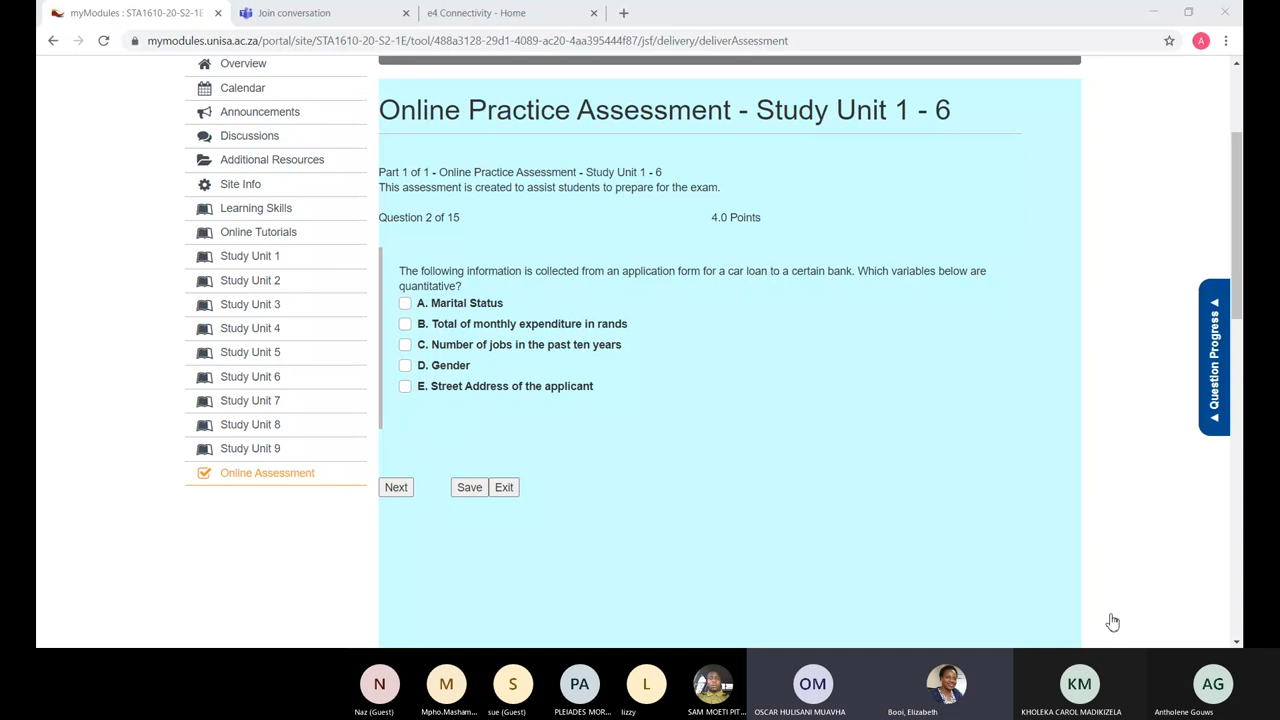 myModules : STA1610-20-S2-1E
Join conversation
e4 Connectivity - Home
mymodules.unisa.ac.za/portal/site/STA1610-20-S2-1E/tool/488a3128-29d1-4089-ac20-4aa395444f87/jsf/delivery/deliverAssessment
A
Overview
Calendar
Announcements
Discussions
Additional Resources
Site Info
Learning Skills
Online Tutorials
Study Unit 1
Study Unit 2
Study Unit 3
Study Unit 4
Study Unit 5
Study Unit 6
Study Unit 7
Study Unit 8
Study Unit 9
Online Assessment
Online Practice Assessment - Study Unit 1 - 6
Part 1 of 1 - Online Practice Assessment - Study Unit 1 - 6
This assessment is created to assist students to prepare for the exam.
Question 2 of 15 4.0 Points
The following information is collected from an application form for a car loan to a certain bank. Which variables below are
quantitative?
A. Marital Status
B. Total of monthly expenditure in rands
C. Number of jobs in the past ten years
D. Gender
E. Street Address of the applicant
Next Save Exit
Question Progress
N M S PA L OM KM AG
Naz (Guest) Mpho.Masham... sue (Guest) PLEIADES MOR... lizzy SAM MOETI PIT... OSCAR HULISANI MUAVHA Booi, Elizabeth KHOLEKA CAROL MADIKIZELA Antholene Gouws